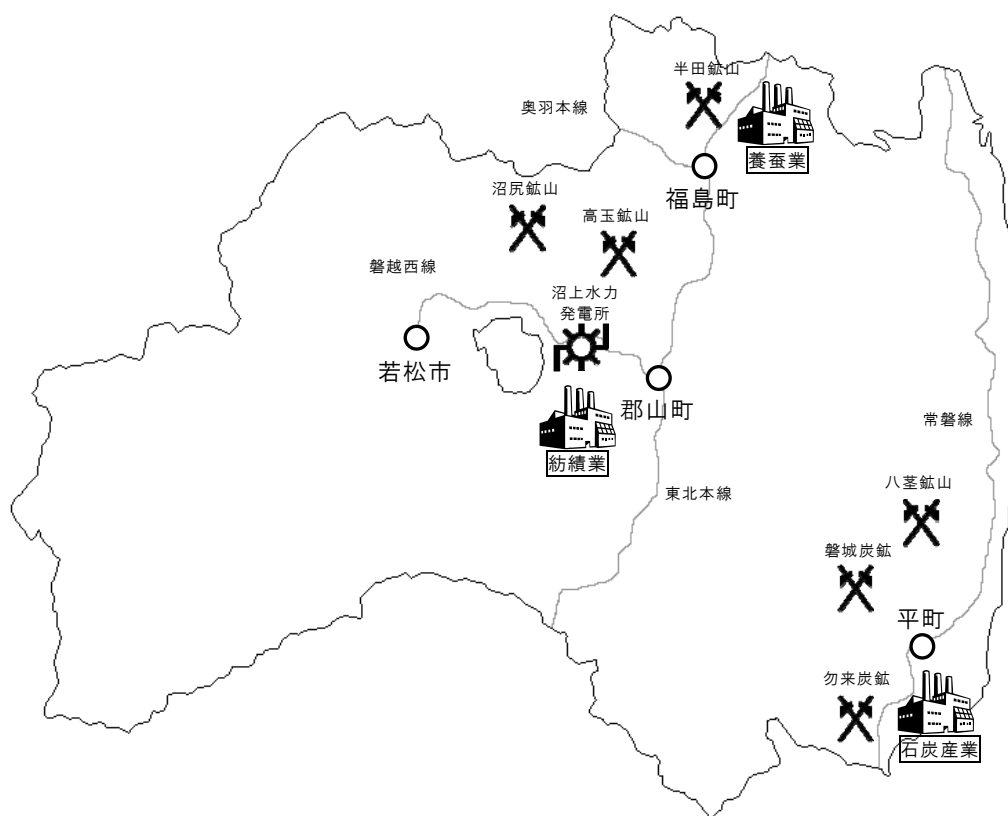 半田鉱山
奥羽本線
養蚕業
福島町
沼尻鉱山
高玉鉱山
磐越西線
沼上水力
発電所
若松市
郡山町
紡績業
常磐線
東北本線
八茎鉱山
磐城炭鉱
平町
勿来炭鉱
石炭産業